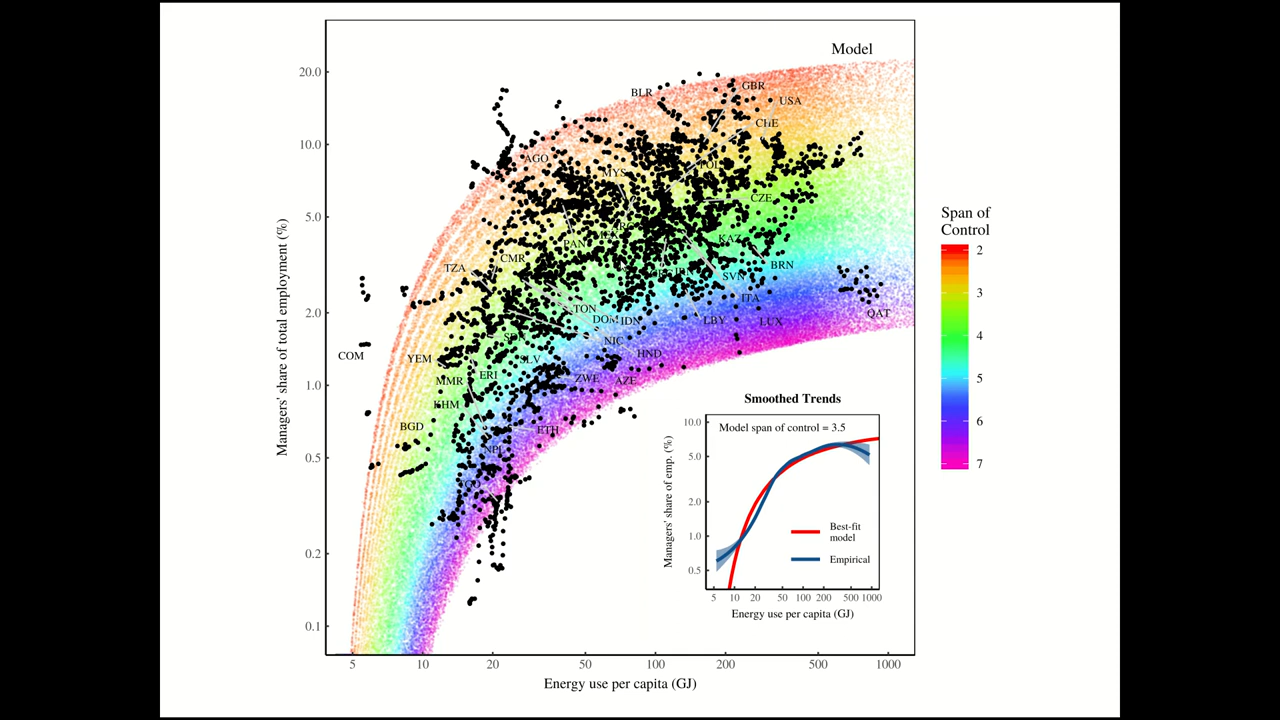 Model
20.0
10.0
5.0
2.0
1.0
0.5
0.2
0.1
Managers' share of total employment (%)
5
10
20
50
100
200
500
1000
Energy use per capita (GJ)
BLR
GBR
USA
CHE
AGO
MYS
POL
CZE
PAN
KAZ
CMR
TZA
BRN
SVN
ITA
TON
DOM
IDN
LBY
LUX
QAT
COM
NIC
YEM
SLV
HND
MMR
ERI
ZWE
AZE
KHM
BGD
ETH
NPL
Smoothed Trends
Model span of control = 3.5
10.0
5.0
2.0
1.0
0.5
Managers' share of emp. (%)
Best-fit
model
Empirical
5
10
20
50
100
200
500
1000
Energy use per capita (GJ)
Span of
Control
2
3
4
5
6
7